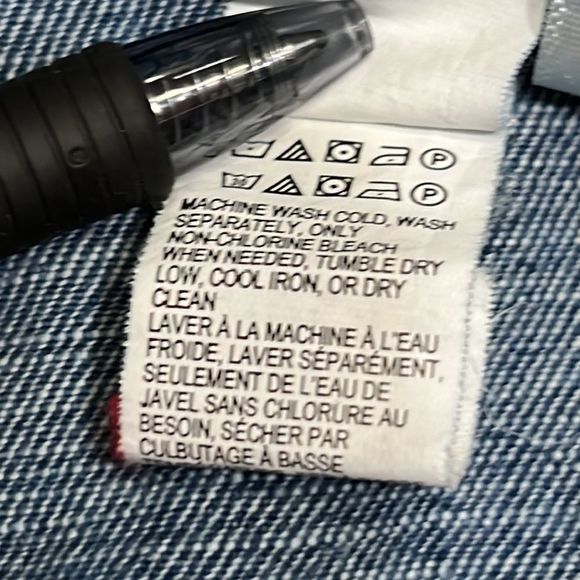 P
30 P
MACHINE WASH COLD, WASH
SEPARATELY, ONLY
NON-CHLORINE BLEACH
WHEN NEEDED, TUMBLE DRY
LOW, COOL IRON, OR DRY
CLEAN
LAVER À LA MACHINE À L'EAU
FROIDE, LAVER SÉPARÉMENT,
SEULEMENT DE L'EAU DE
JAVEL SANS CHLORURE AU
BESOIN, SÉCHER PAR
CULBUTAGE À BASSE